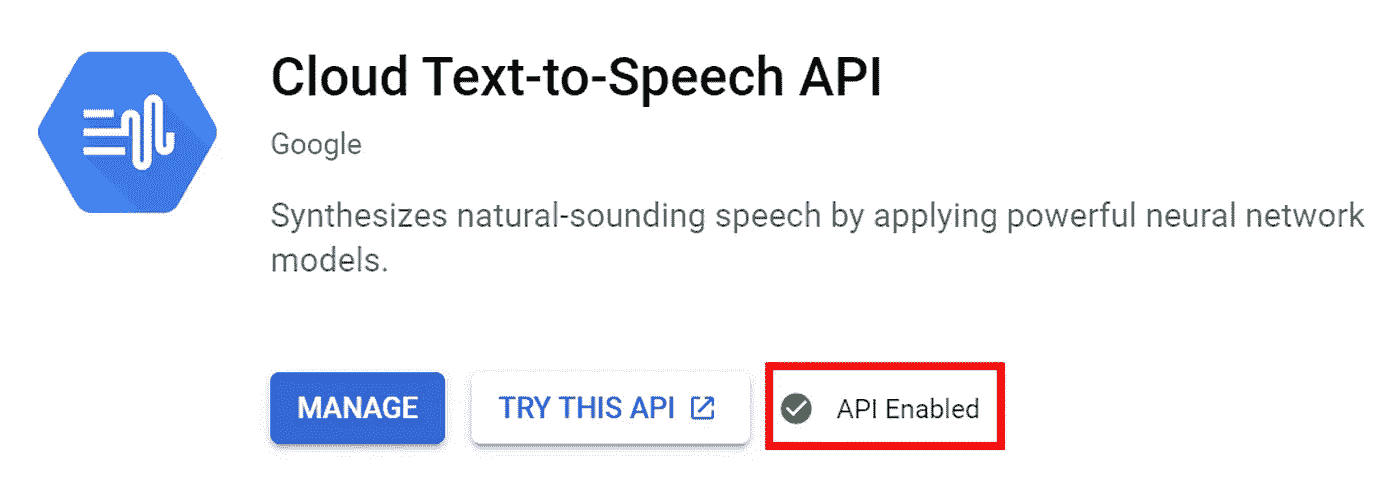 Cloud Text-to-Speech API
Google
Synthesizes natural-sounding speech by applying powerful neural network
models.
MANAGE
TRY THIS API
API Enabled